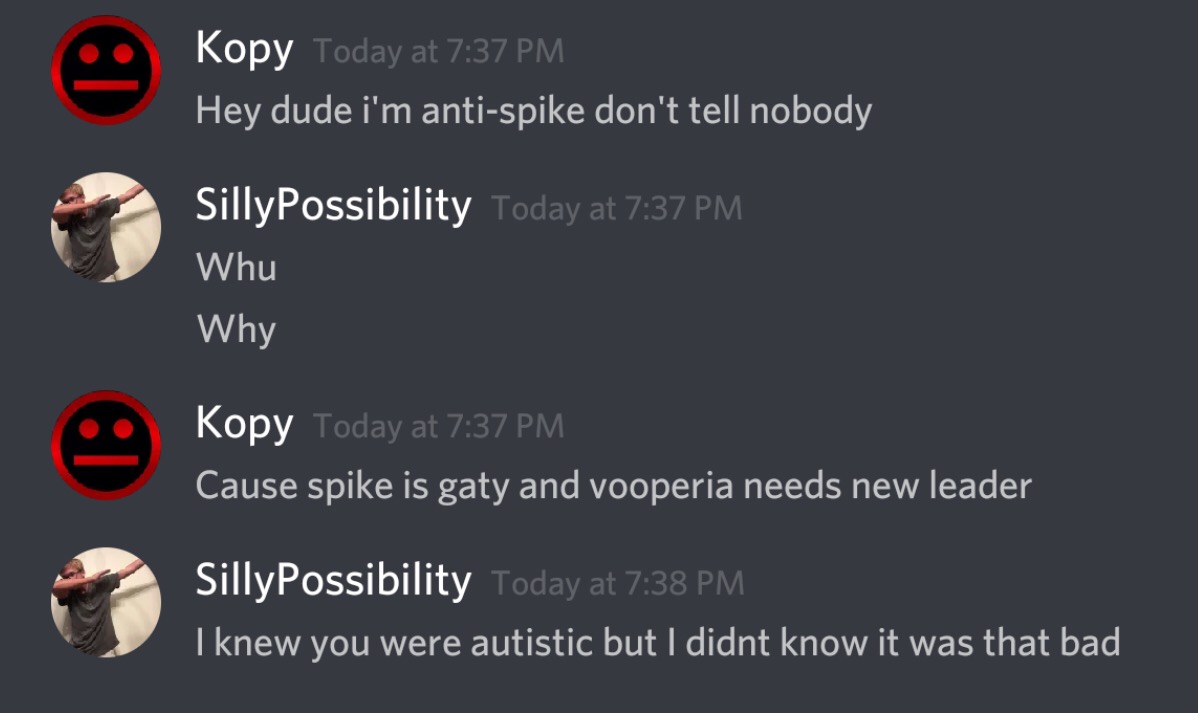 Kopy Today at 7:37 PM
Hey dude i'm anti-spike don't tell nobody
SillyPossibility Today at 7:37 PM
Whu
Why
Kopy Today at 7:37 PM
Cause spike is gaty and vooperia needs new leader
SillyPossibility Today at 7:38 PM
I knew you were autistic but I didnt know it was that bad